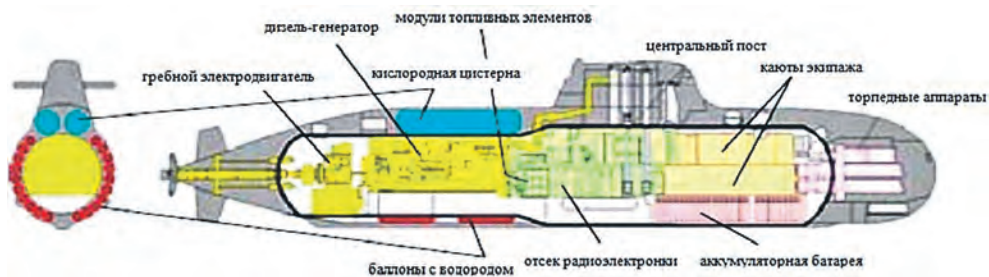 модули топливных элементов
дизель-генератор
центральный пост
гребной электродвигатель
кислородная цистерна
каюты экипажа
торпедные аппараты
баллоны с водородом
отсек радиоэлектронки
аккумуляторная батарея